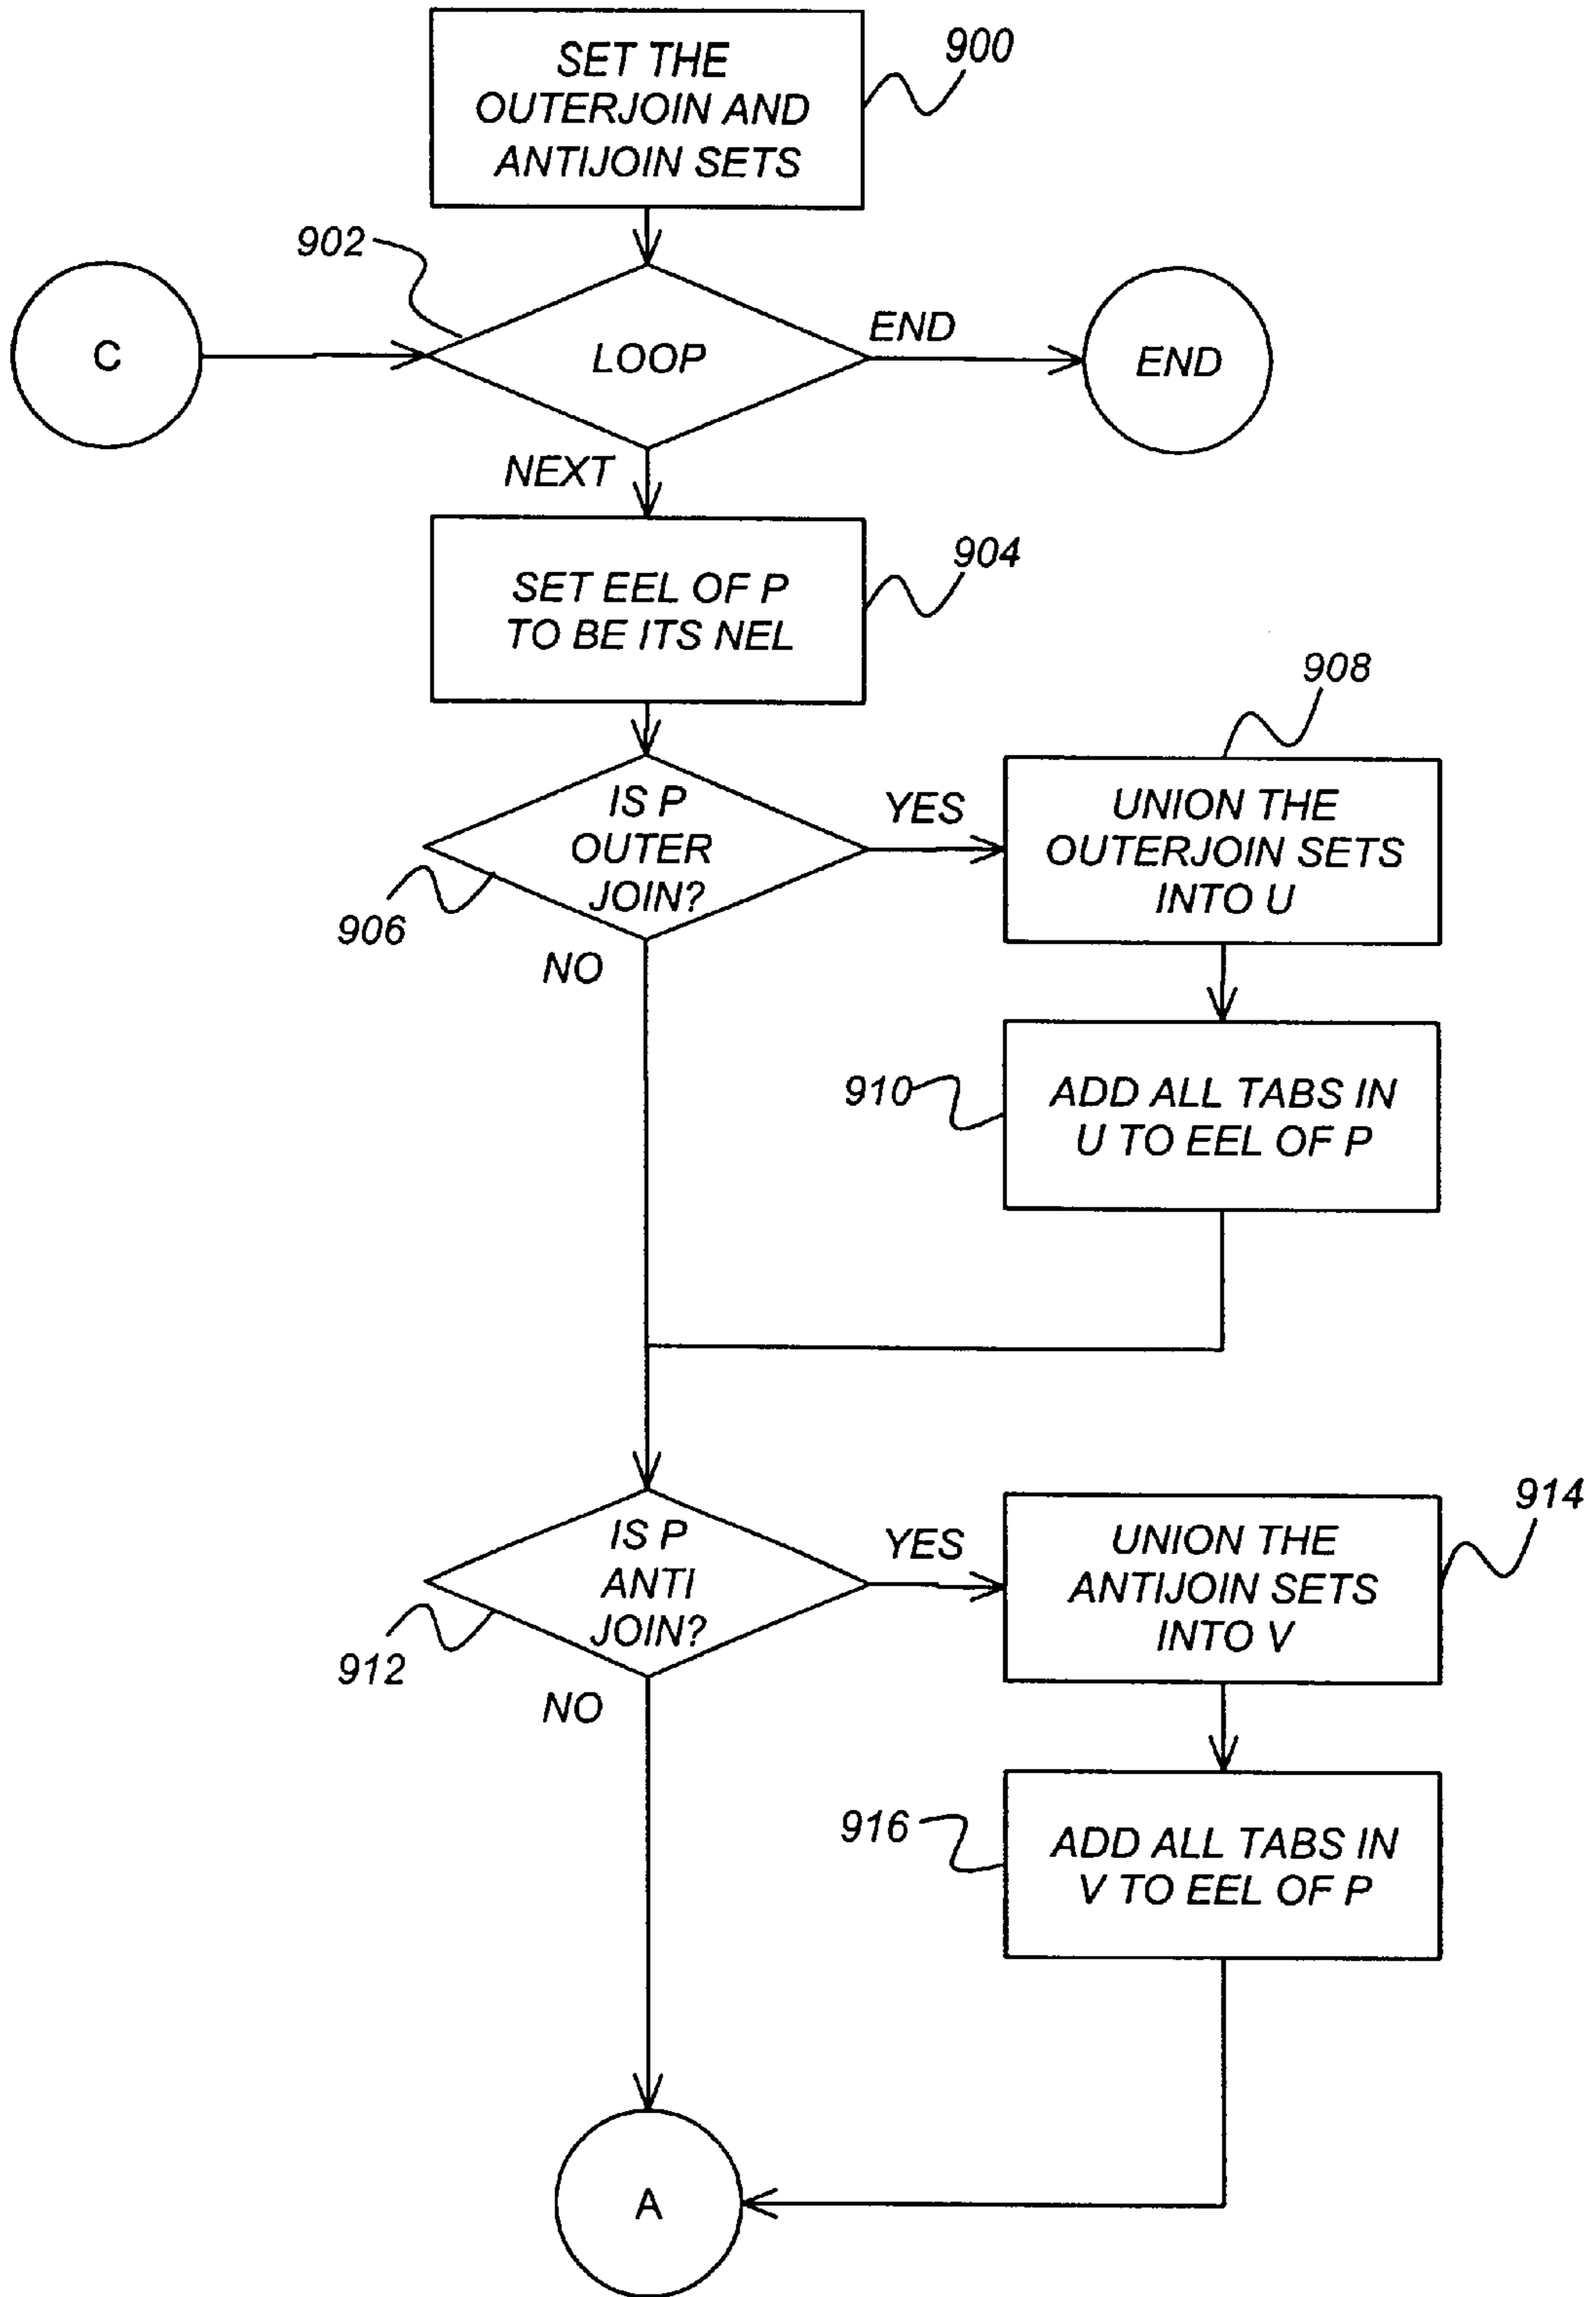 SET THE
OUTERJOIN AND
ANTIJOIN SETS
900
902
C
LOOP
END
END
NEXT
SET EEL OF P
TO BE ITS NEL
904
908
IS P
OUTER
JOIN?
906
YES
UNION THE
OUTERJOIN SETS
INTO U
NO
910
ADD ALL TABS IN
U TO EEL OF P
IS P
ANTI
JOIN?
912
YES
UNION THE
ANTIJOIN SETS
INTO V
914
NO
916
ADD ALL TABS IN
V TO EEL OF P
A